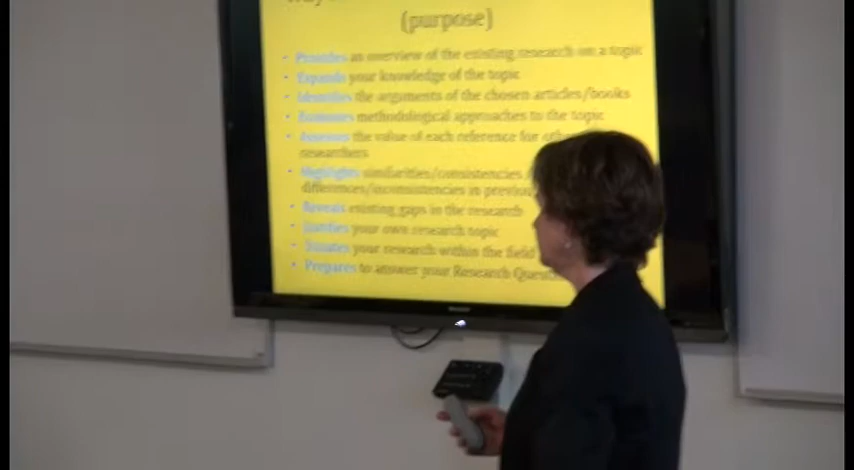 (purpose)
• Provides an overview of the existing research on a topic
• Expands your knowledge of the topic
• Identifies the arguments of the chosen articles/books
• Examines methodological approaches to the topic
• Assesses the value of each reference for
researchers
• Highlights similarities/consistencies
differences/inconsistencies in
• Reveals existing gaps in the research
• Justifies your own research topic
• Situates your research within the field
• Prepares to answer your Research